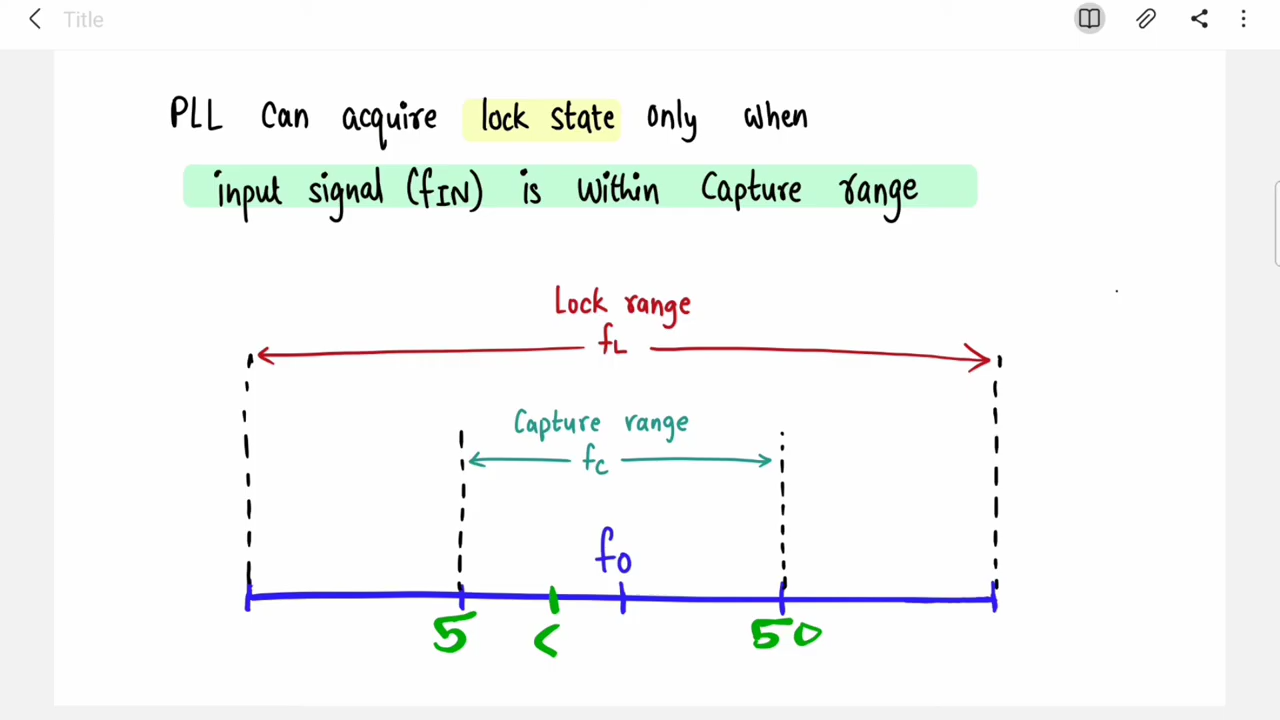 Title
PLL can acquire lock state only when
input signal (fIN) is within capture range
Lock range
fL
Capture range
fC
fo
5
50